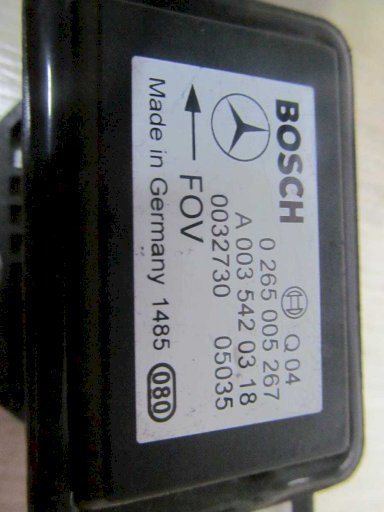 BOSCH
Q 04
0 265 005 267
A 003 542 03 18
0032730 05035
FOV
Made in Germany 1485 080